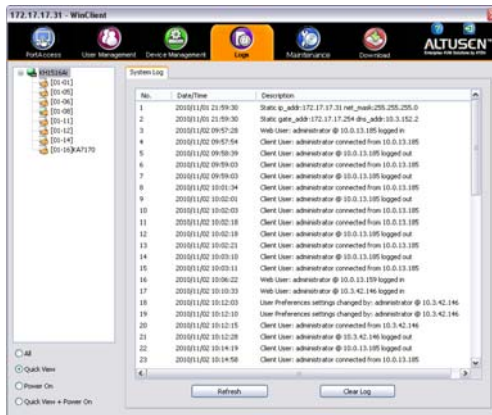 172.17.17.31 - WinClient
PortAccess
User Management
Device Management
Logs
Maintenance
Download
ALTUSEN
KH1516Ai
[01-01]
[01-05]
[01-06]
[01-08]
[01-11]
[01-12]
[01-14]
[01-16]KA7170
All
Quick View
Power On
Quick View + Power On
System Log
No. Date/Time Description
1 2010/11/01 21:59:30 Static ip_addr:172.17.17.31 net_mask:255.255.255.0
2 2010/11/01 21:59:30 Static gate_addr:172.17.17.254 dns_addr:10.3.152.2
3 2010/11/02 09:57:28 Web User: administrator @ 10.0.13.185 logged in
4 2010/11/02 09:57:54 Client User: administrator connected from 10.0.13.185
5 2010/11/02 09:58:39 Client User: administrator @ 10.0.13.185 logged out
6 2010/11/02 09:59:03 Client User: administrator connected from 10.0.13.185
7 2010/11/02 09:59:03 Client User: administrator @ 10.0.13.185 logged out
8 2010/11/02 10:01:34 Client User: administrator connected from 10.0.13.185
9 2010/11/02 10:02:01 Client User: administrator @ 10.0.13.185 logged out
10 2010/11/02 10:02:03 Client User: administrator connected from 10.0.13.185
11 2010/11/02 10:02:18 Client User: administrator connected from 10.0.13.185
12 2010/11/02 10:02:18 Client User: administrator @ 10.0.13.185 logged out
13 2010/11/02 10:02:21 Client User: administrator connected from 10.0.13.185
14 2010/11/02 10:03:10 Client User: administrator @ 10.0.13.185 logged out
15 2010/11/02 10:03:11 Client User: administrator connected from 10.0.13.185
16 2010/11/02 10:06:22 Web User: administrator @ 10.0.13.159 logged in
17 2010/11/02 10:10:33 Web User: administrator @ 10.3.42.146 logged in
18 2010/11/02 10:12:03 User Preferences settings changed by: administrator @ 10.3.42.146
19 2010/11/02 10:12:10 User Preferences settings changed by: administrator @ 10.3.42.146
20 2010/11/02 10:12:15 Client User: administrator connected from 10.3.42.146
21 2010/11/02 10:12:28 Client User: administrator @ 10.3.42.146 logged out
22 2010/11/02 10:14:19 Client User: administrator @ 10.0.13.185 logged out
23 2010/11/02 10:14:58 Client User: administrator connected from 10.0.13.185
Refresh
Clear Log